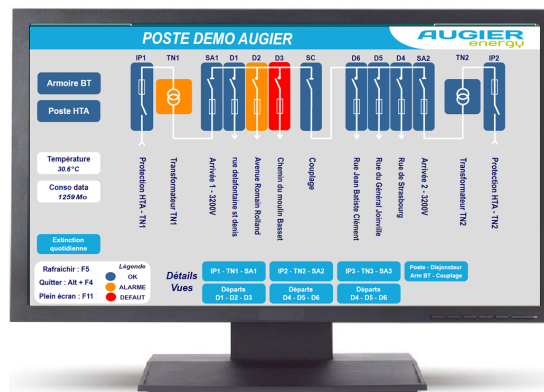 POSTE DEMO AUGIER
AUGIER
energy
IP1 TN1 SA1 D1 D2 D3 SC D6 D5 D4 SA2 TN2 IP2
Armoire BT
Poste HTA
Température
30.6°C
Conso data
1259 Mo
Extinction
quotidienne
Protection HTA - TN1
Transformateur TN1
Arrivée 1 - 3200V
rue delafontaine st denis
Avenue Romain Rolland
Chemin du moulin Basset
Couplage
Rue Jean Batiste Clément
Rue du Général Joinville
Rue de Strasbourg
Arrivée 2 - 3200V
Transformateur TN2
Protection HTA - TN2
Rafraichir : F5
Quitter : Alt + F4
Plein écran : F11
Légende
OK
ALARME
DEFAUT
Détails
Vues
IP1 - TN1 - SA1
IP2 - TN2 - SA2
IP3 - TN3 - SA3
Poste - Disjoncteur
Arm BT - Couplage
Départs
D1 - D2 - D3
Départs
D4 - D5 - D6
Départs
D4 - D5 - D6